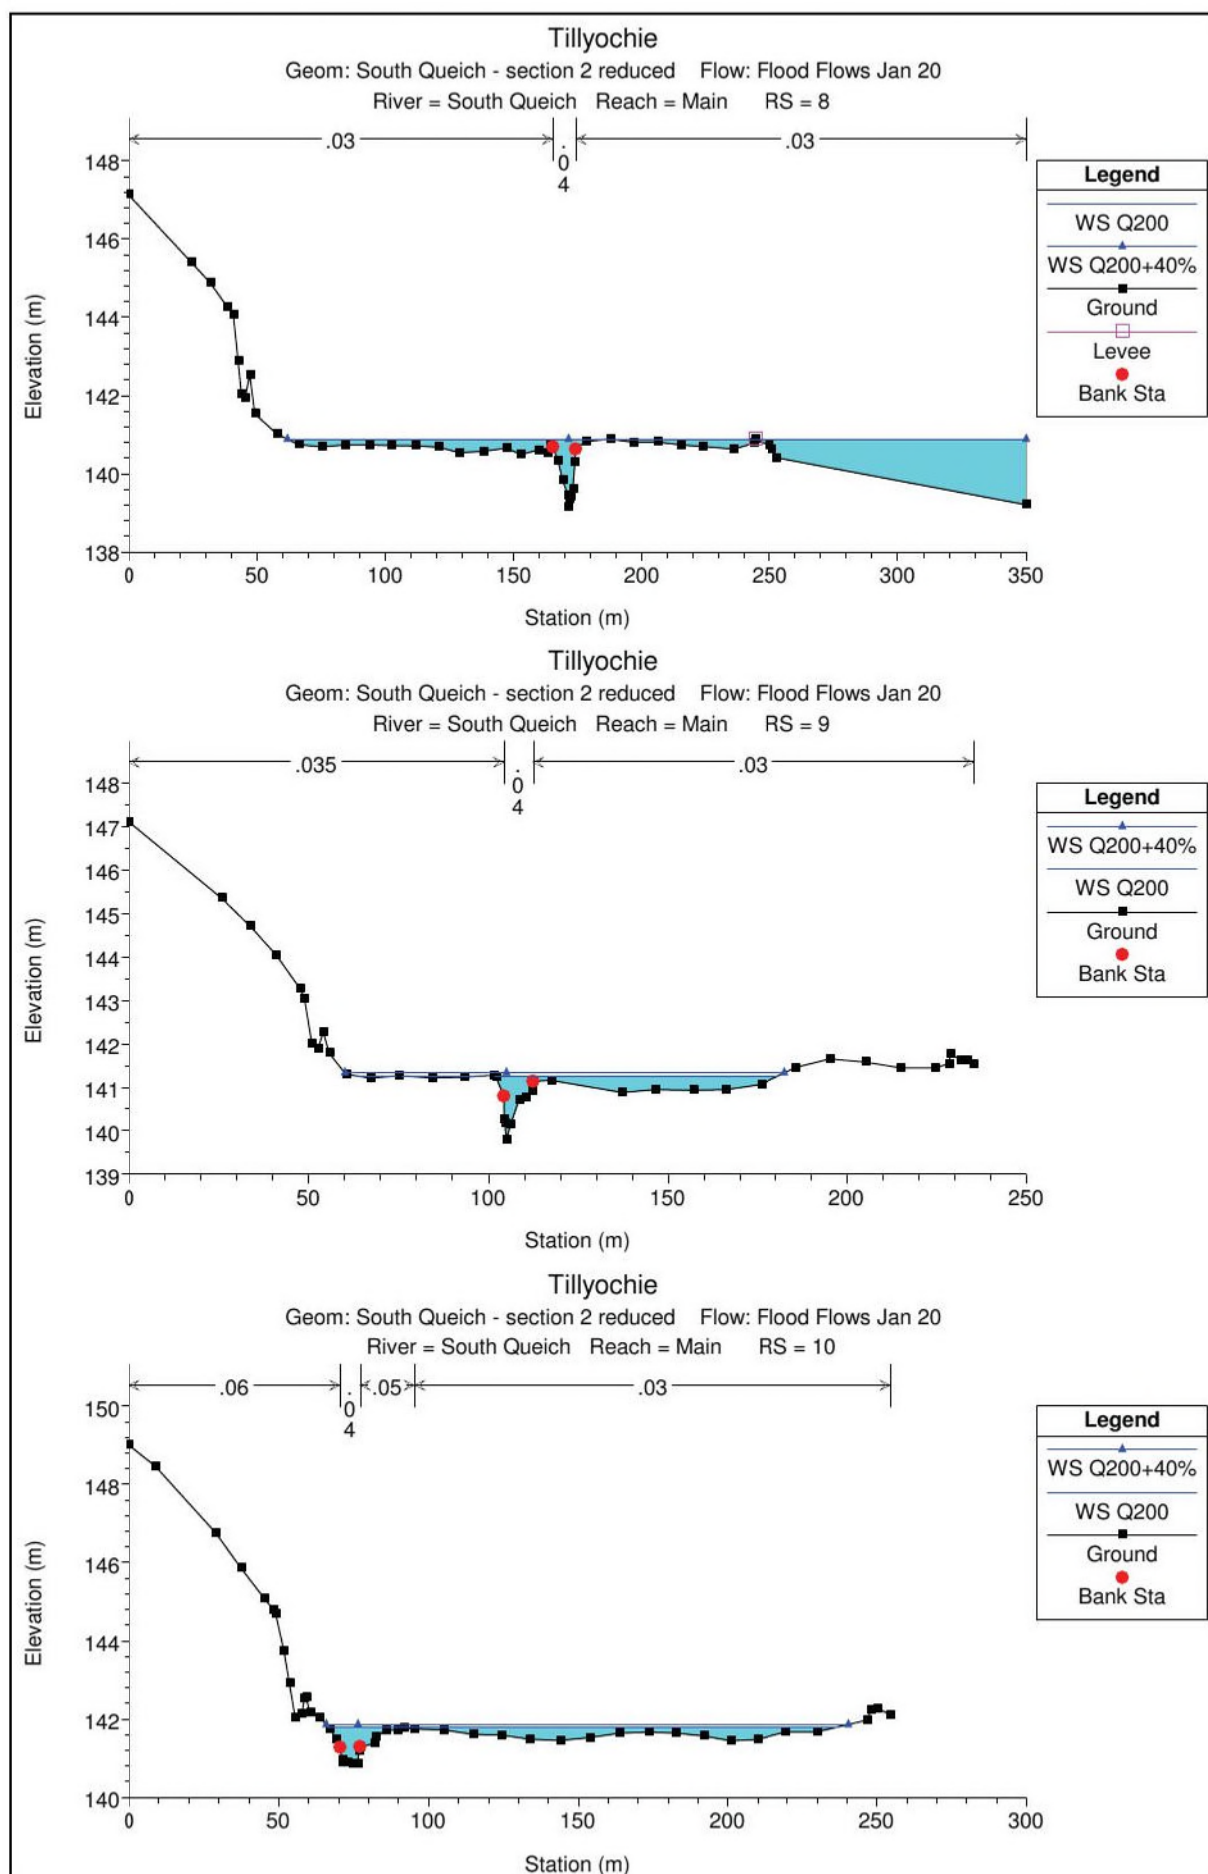 Tillyochie
Geom: South Queich - section 2 reduced Flow: Flood Flows Jan 20
River = South Queich Reach = Main RS = 8
.03
.04
.03
148
146
144
142
140
138
Elevation (m)
0 50 100 150 200 250 300 350
Station (m)
Legend
WS Q200
WS Q200+40%
Ground
Levee
Bank Sta
Tillyochie
Geom: South Queich - section 2 reduced Flow: Flood Flows Jan 20
River = South Queich Reach = Main RS = 9
.035
.04
.03
148
147
146
145
144
143
142
141
140
139
Elevation (m)
0 50 100 150 200 250
Station (m)
Legend
WS Q200+40%
WS Q200
Ground
Bank Sta
Tillyochie
Geom: South Queich - section 2 reduced Flow: Flood Flows Jan 20
River = South Queich Reach = Main RS = 10
.06
.04
.05
.03
150
148
146
144
142
140
Elevation (m)
0 50 100 150 200 250 300
Station (m)
Legend
WS Q200+40%
WS Q200
Ground
Bank Sta